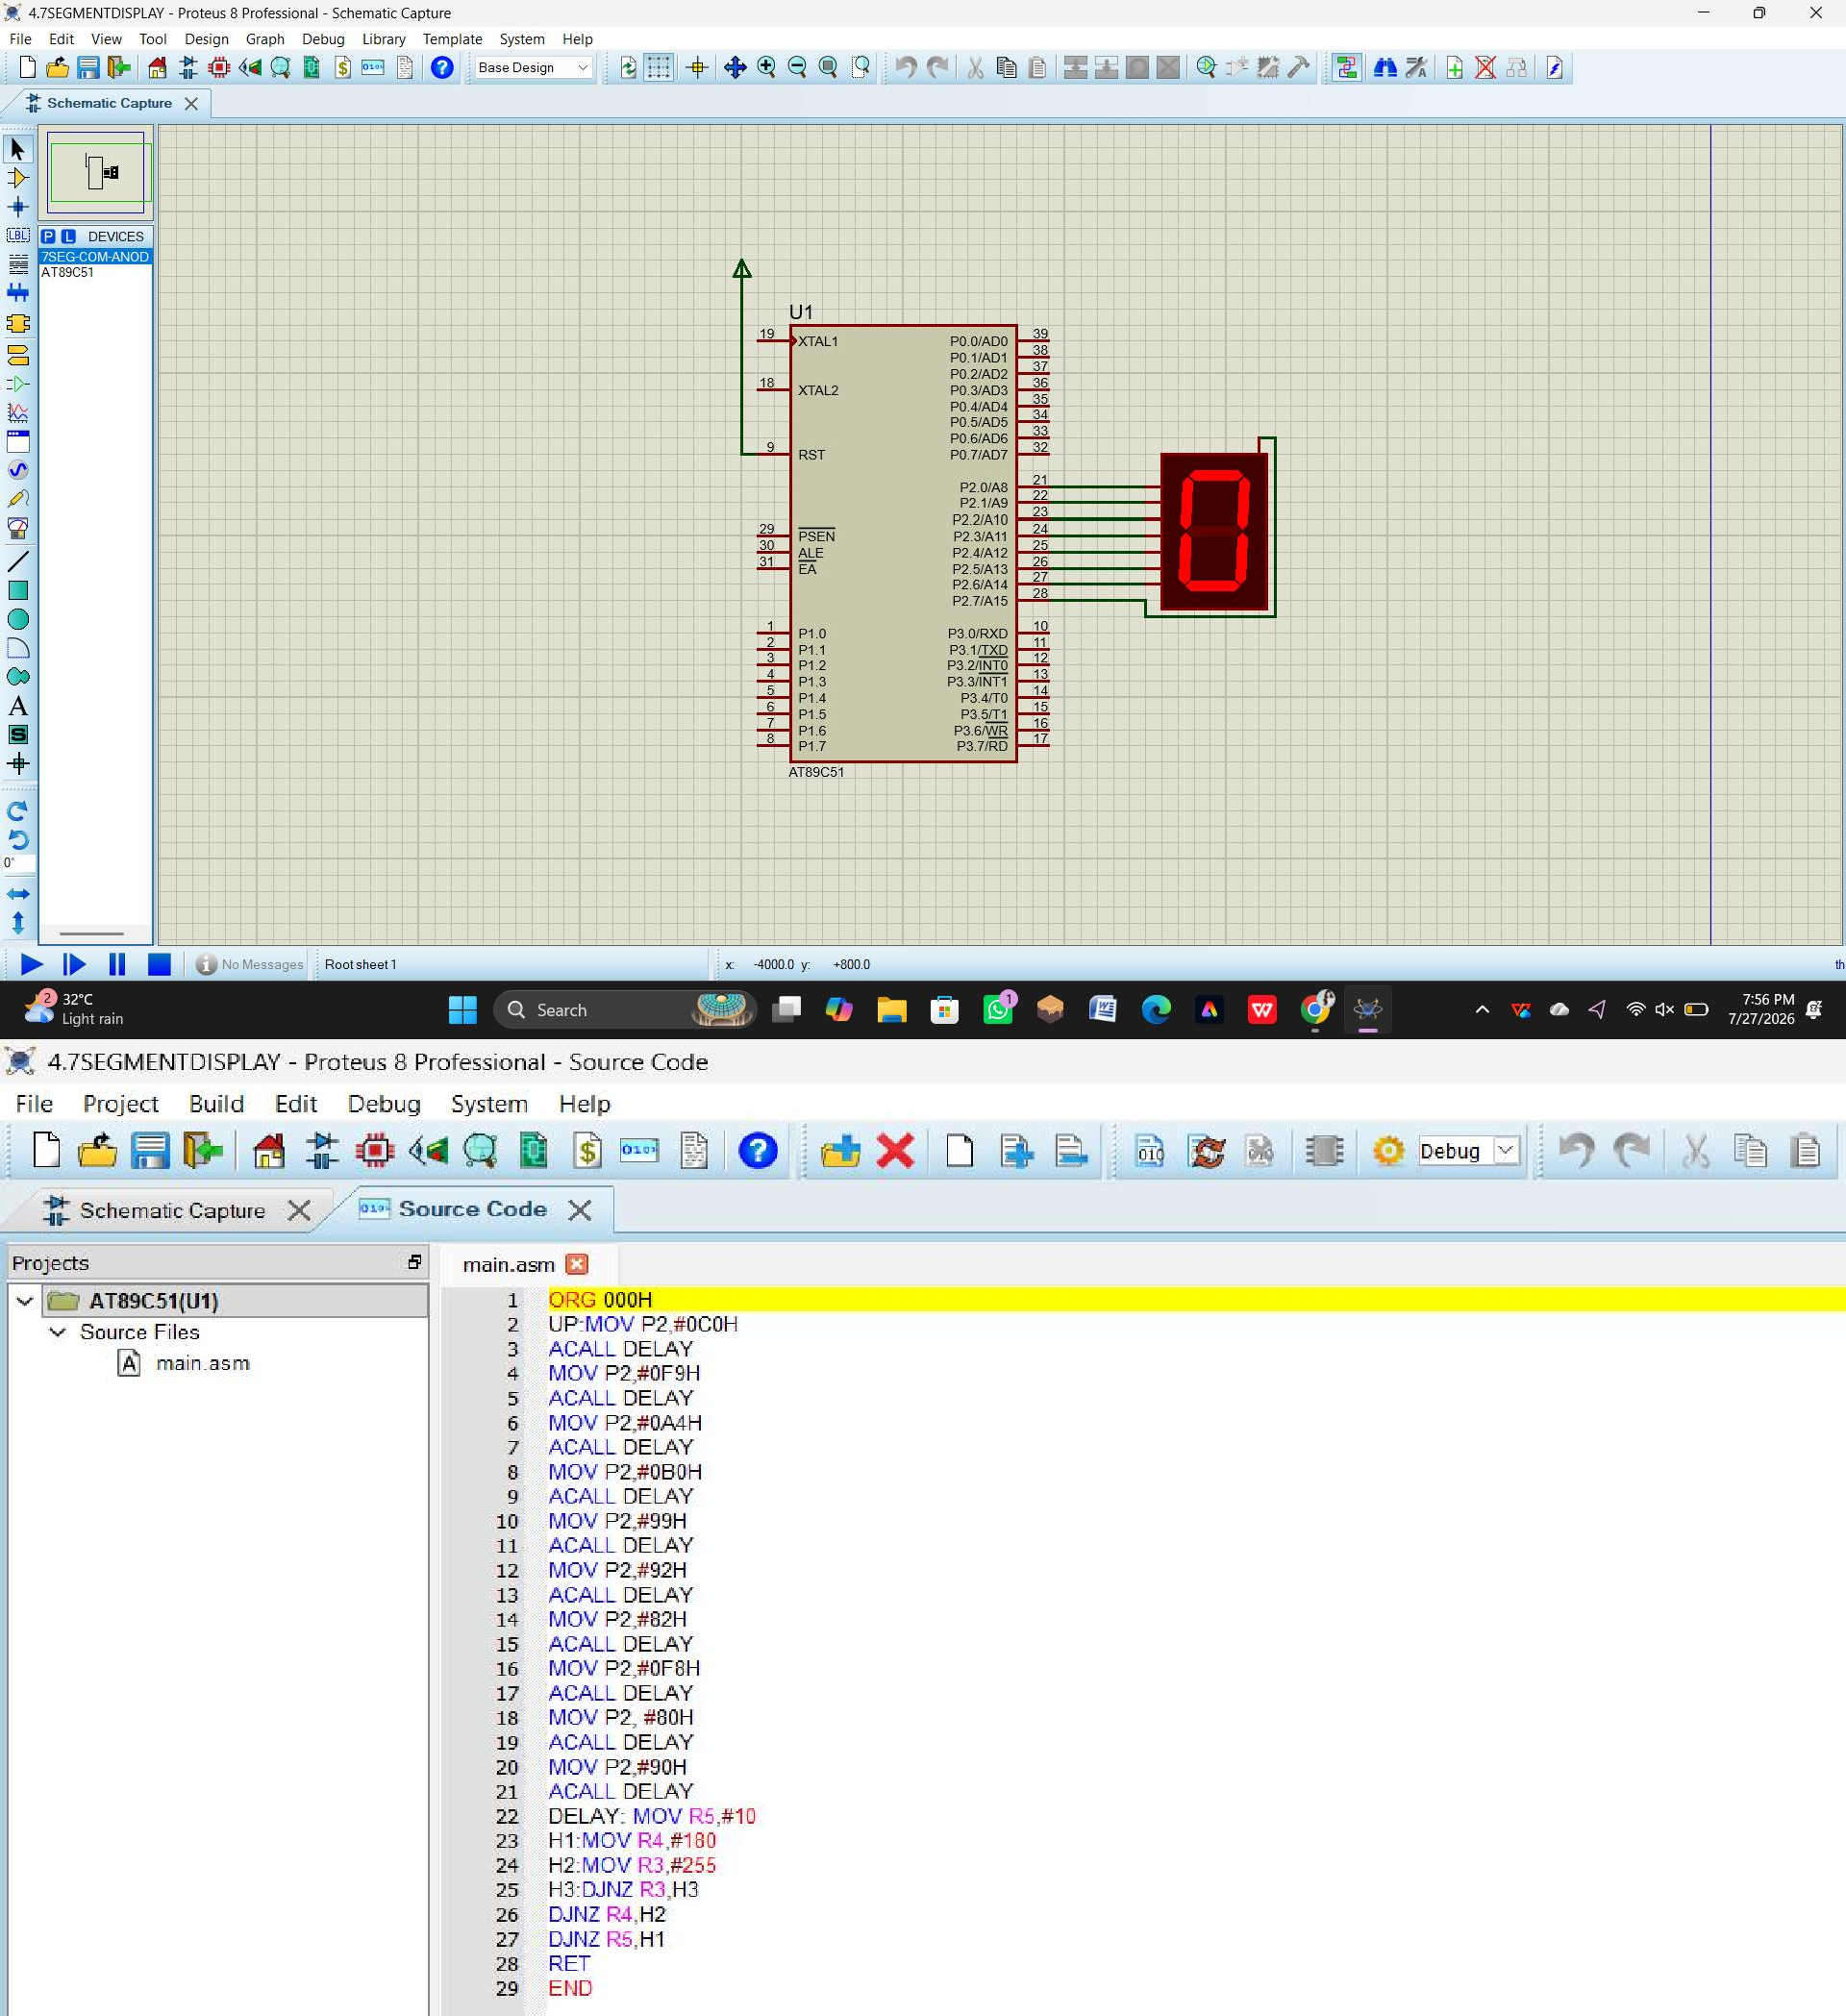 4.7SEGMENTDISPLAY - Proteus 8 Professional - Schematic Capture
File Edit View Tool Design Graph Debug Library Template System Help
Base Design
Schematic Capture
P L DEVICES
7SEG-COM-ANOD
AT89C51
LBL
A
S
0°
U1
19 XTAL1
18 XTAL2
9 RST
29 PSEN
30 ALE
31 EA
1 P1.0
2 P1.1
3 P1.2
4 P1.3
5 P1.4
6 P1.5
7 P1.6
8 P1.7
P0.0/AD0 39
P0.1/AD1 38
P0.2/AD2 37
P0.3/AD3 36
P0.4/AD4 35
P0.5/AD5 34
P0.6/AD6 33
P0.7/AD7 32
P2.0/A8 21
P2.1/A9 22
P2.2/A10 23
P2.3/A11 24
P2.4/A12 25
P2.5/A13 26
P2.6/A14 27
P2.7/A15 28
P3.0/RXD 10
P3.1/TXD 11
P3.2/INT0 12
P3.3/INT1 13
P3.4/T0 14
P3.5/T1 15
P3.6/WR 16
P3.7/RD 17
AT89C51
0
No Messages Root sheet 1 x: -4000.0 y: +800.0 th
2 32°C
Light rain
Search
1
7:56 PM
7/27/2026
4.7SEGMENTDISPLAY - Proteus 8 Professional - Source Code
File Project Build Edit Debug System Help
Debug
Schematic Capture Source Code
Projects
AT89C51(U1)
Source Files
main.asm
main.asm
1 ORG 000H
2 UP:MOV P2,#0C0H
3 ACALL DELAY
4 MOV P2,#0F9H
5 ACALL DELAY
6 MOV P2,#0A4H
7 ACALL DELAY
8 MOV P2,#0B0H
9 ACALL DELAY
10 MOV P2,#99H
11 ACALL DELAY
12 MOV P2,#92H
13 ACALL DELAY
14 MOV P2,#82H
15 ACALL DELAY
16 MOV P2,#0F8H
17 ACALL DELAY
18 MOV P2, #80H
19 ACALL DELAY
20 MOV P2,#90H
21 ACALL DELAY
22 DELAY: MOV R5,#10
23 H1:MOV R4,#180
24 H2:MOV R3,#255
25 H3:DJNZ R3,H3
26 DJNZ R4,H2
27 DJNZ R5,H1
28 RET
29 END